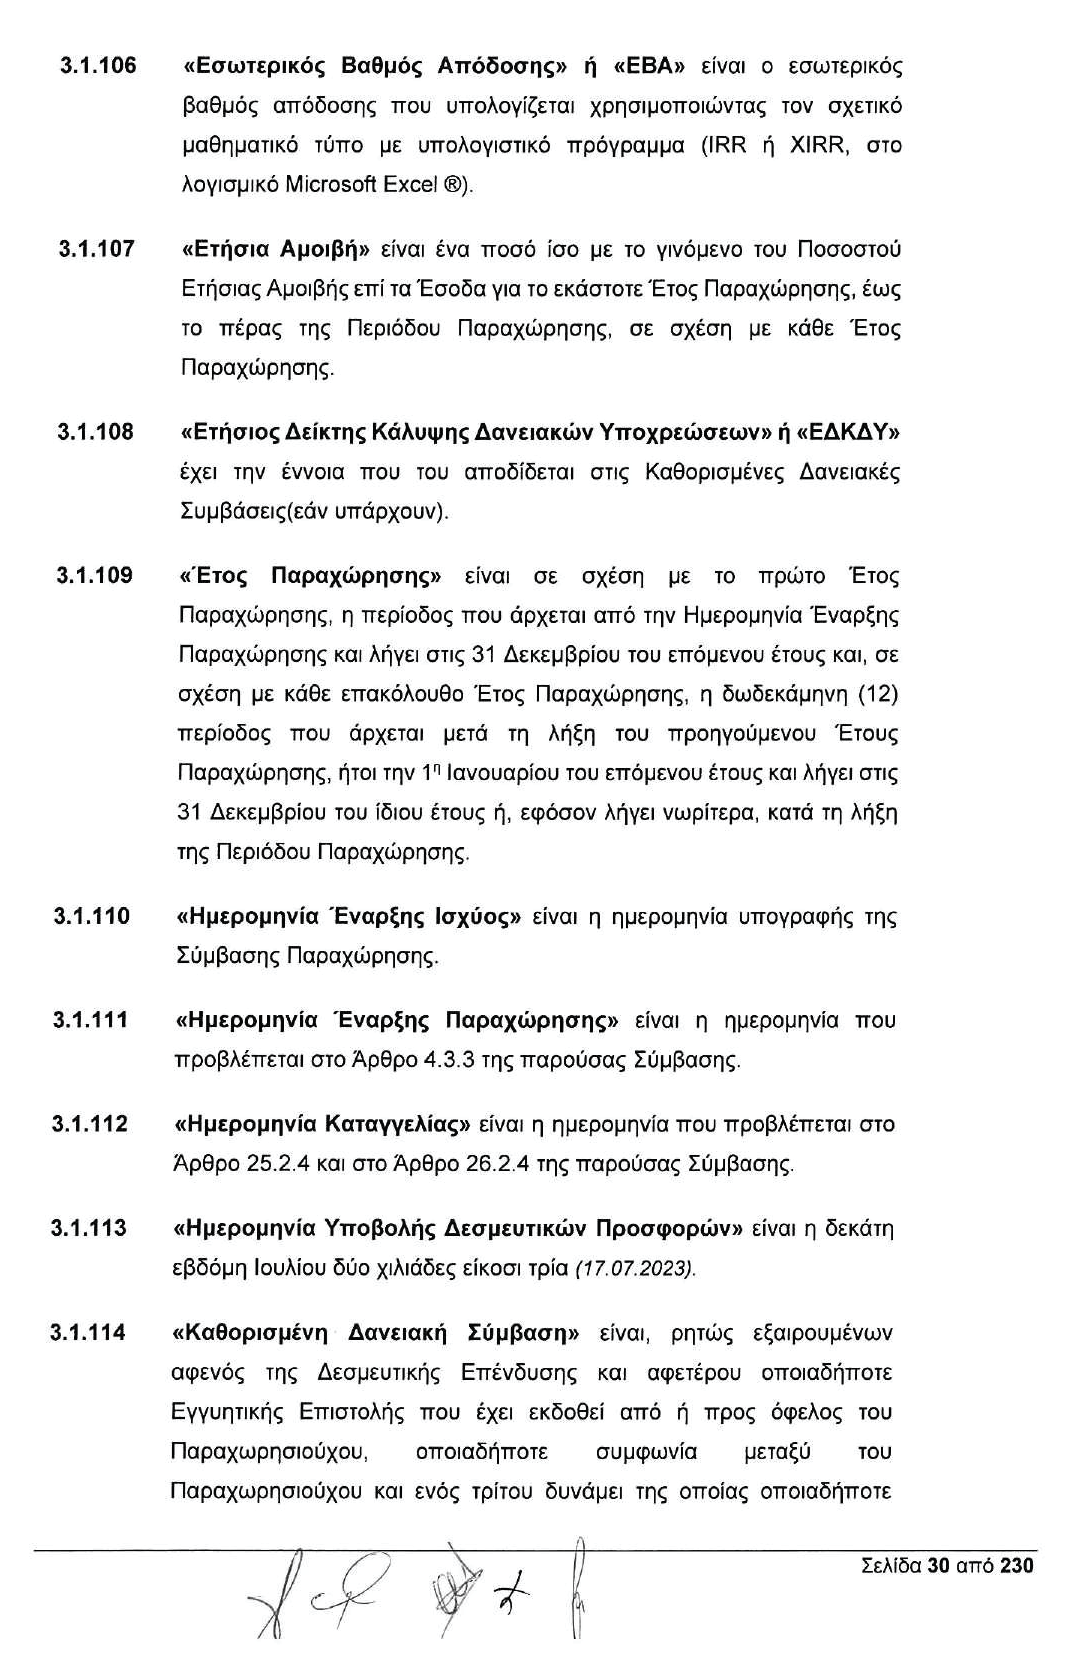 3.1.106 «Εσωτερικός Βαθμός Απόδοσης» ή «ΕΒΑ» είναι ο εσωτερικός
βαθμός απόδοσης που υπολογίζεται χρησιμοποιώντας τον σχετικό
μαθηματικό τύπο με υπολογιστικό πρόγραμμα (IRR ή XIRR, στο
λογισμικό Microsoft Excel ®).
3.1.107 «Ετήσια Αμοιβή» είναι ένα ποσό ίσο με το γινόμενο του Ποσοστού
Ετήσιας Αμοιβής επί τα Έσοδα για το εκάστοτε Έτος Παραχώρησης, έως
το πέρας της Περιόδου Παραχώρησης, σε σχέση με κάθε Έτος
Παραχώρησης.
3.1.108 «Ετήσιος Δείκτης Κάλυψης Δανειακών Υποχρεώσεων» ή «ΕΔΚΔΥ»
έχει την έννοια που του αποδίδεται στις Καθορισμένες Δανειακές
Συμβάσεις(εάν υπάρχουν).
3.1.109 «Έτος Παραχώρησης» είναι σε σχέση με το πρώτο Έτος
Παραχώρησης, η περίοδος που άρχεται από την Ημερομηνία Έναρξης
Παραχώρησης και λήγει στις 31 Δεκεμβρίου του επόμενου έτους και, σε
σχέση με κάθε επακόλουθο Έτος Παραχώρησης, η δωδεκάμηνη (12)
περίοδος που άρχεται μετά τη λήξη του προηγούμενου Έτους
Παραχώρησης, ήτοι την 1η Ιανουαρίου του επόμενου έτους και λήγει στις
31 Δεκεμβρίου του ίδιου έτους ή, εφόσον λήγει νωρίτερα, κατά τη λήξη
της Περιόδου Παραχώρησης.
3.1.110 «Ημερομηνία Έναρξης Ισχύος» είναι η ημερομηνία υπογραφής της
Σύμβασης Παραχώρησης.
3.1.111 «Ημερομηνία Έναρξης Παραχώρησης» είναι η ημερομηνία που
προβλέπεται στο Άρθρο 4.3.3 της παρούσας Σύμβασης.
3.1.112 «Ημερομηνία Καταγγελίας» είναι η ημερομηνία που προβλέπεται στο
Άρθρο 25.2.4 και στο Άρθρο 26.2.4 της παρούσας Σύμβασης.
3.1.113 «Ημερομηνία Υποβολής Δεσμευτικών Προσφορών» είναι η δεκάτη
εβδόμη Ιουλίου δύο χιλιάδες είκοσι τρία (17.07.2023).
3.1.114 «Καθορισμένη Δανειακή Σύμβαση» είναι, ρητώς εξαιρουμένων
αφενός της Δεσμευτικής Επένδυσης και αφετέρου οποιαδήποτε
Εγγυητικής Επιστολής που έχει εκδοθεί από ή προς όφελος του
Παραχωρησιούχου, οποιαδήποτε συμφωνία μεταξύ του
Παραχωρησιούχου και ενός τρίτου δυνάμει της οποίας οποιαδήποτε
Σελίδα 30 από 230